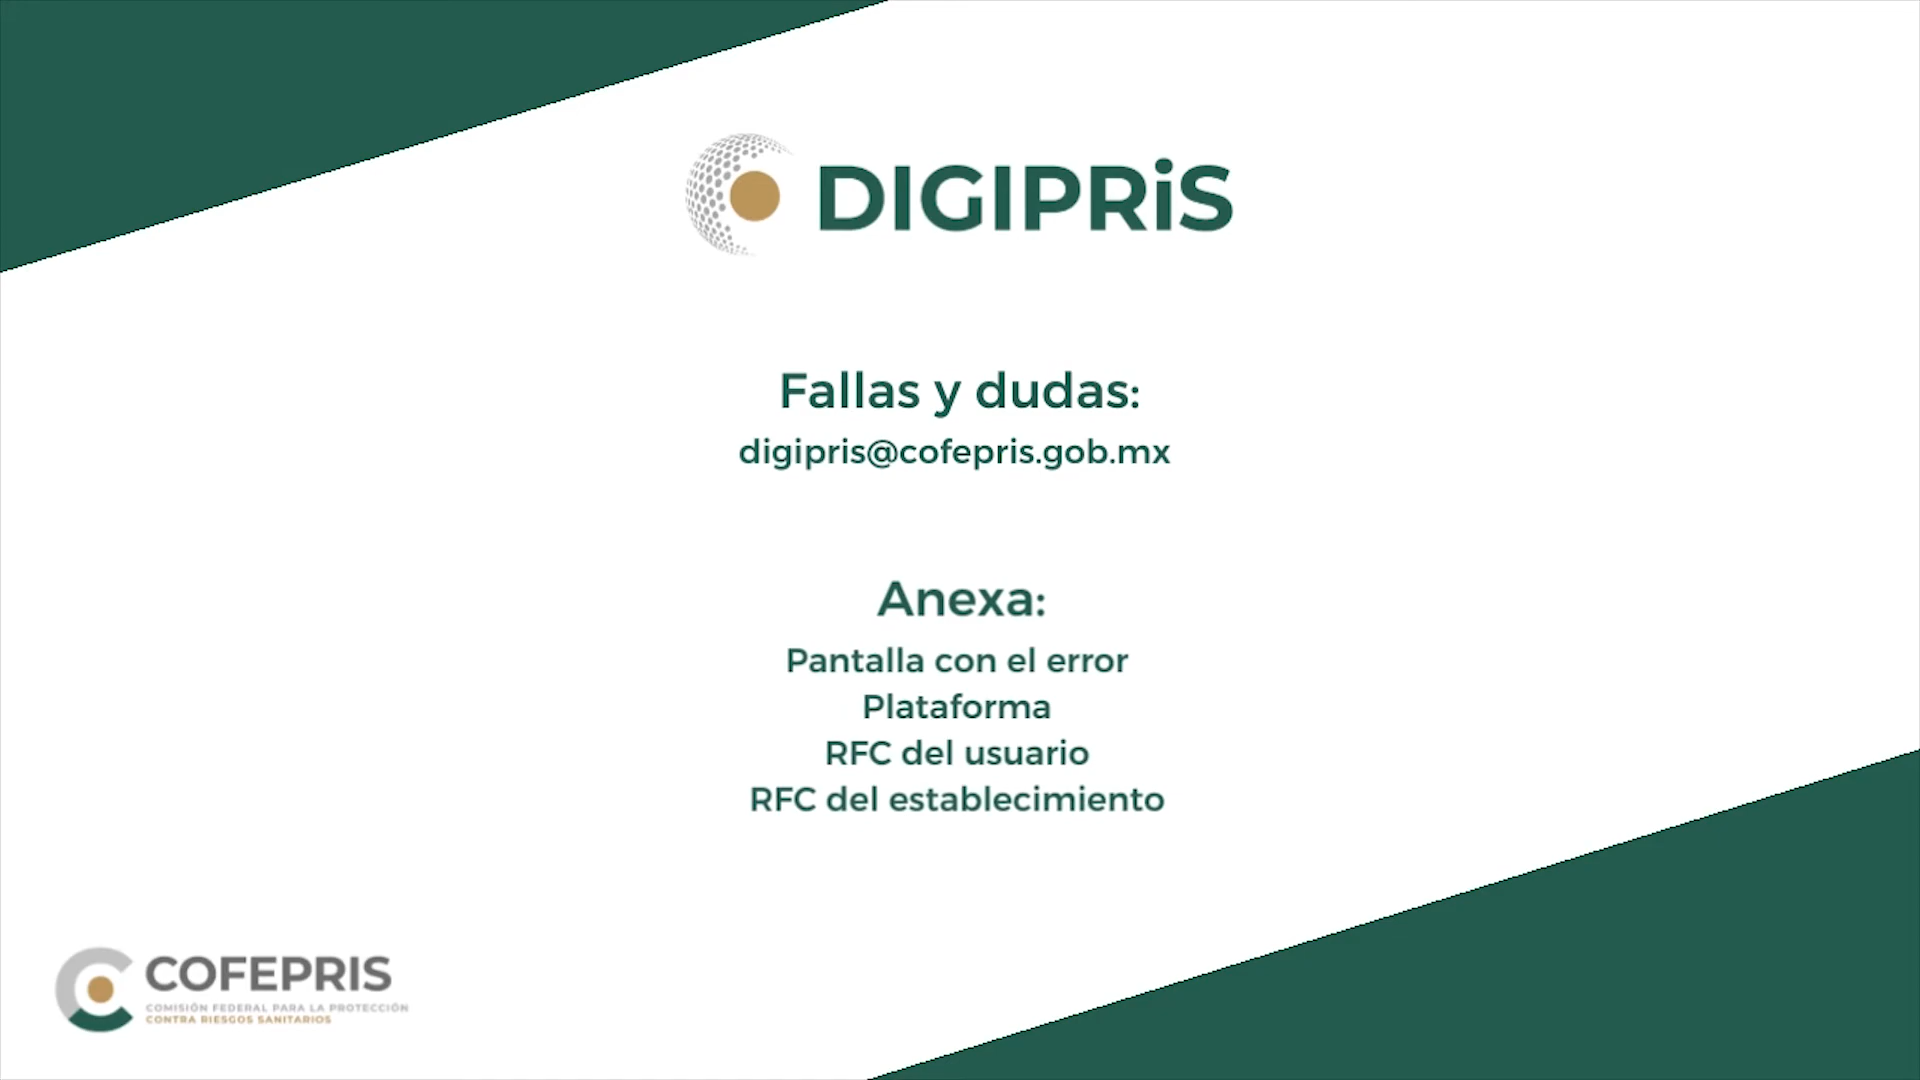 DIGIPRiS
Fallas y dudas:
digipris@cofepris.gob.mx
Anexa:
Pantalla con el error
Plataforma
RFC del usuario
RFC del establecimiento
COFEPRIS
COMISIÓN FEDERAL PARA LA PROTECCIÓN
CONTRA RIESGOS SANITARIOS